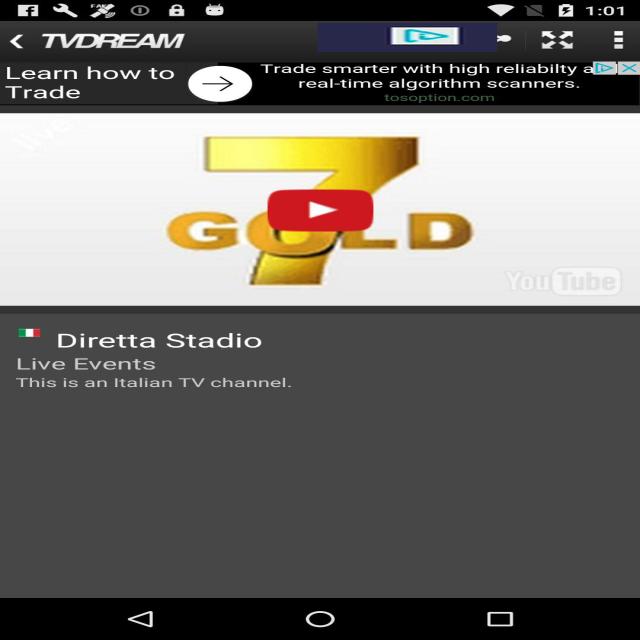 1:01
TVDREAM
Learn how to
Trade
Trade smarter with high reliabilty a
real-time algorithm scanners.
tosoption.com
live
7
GOLD
YouTube
Diretta Stadio
Live Events
This is an Italian TV channel.